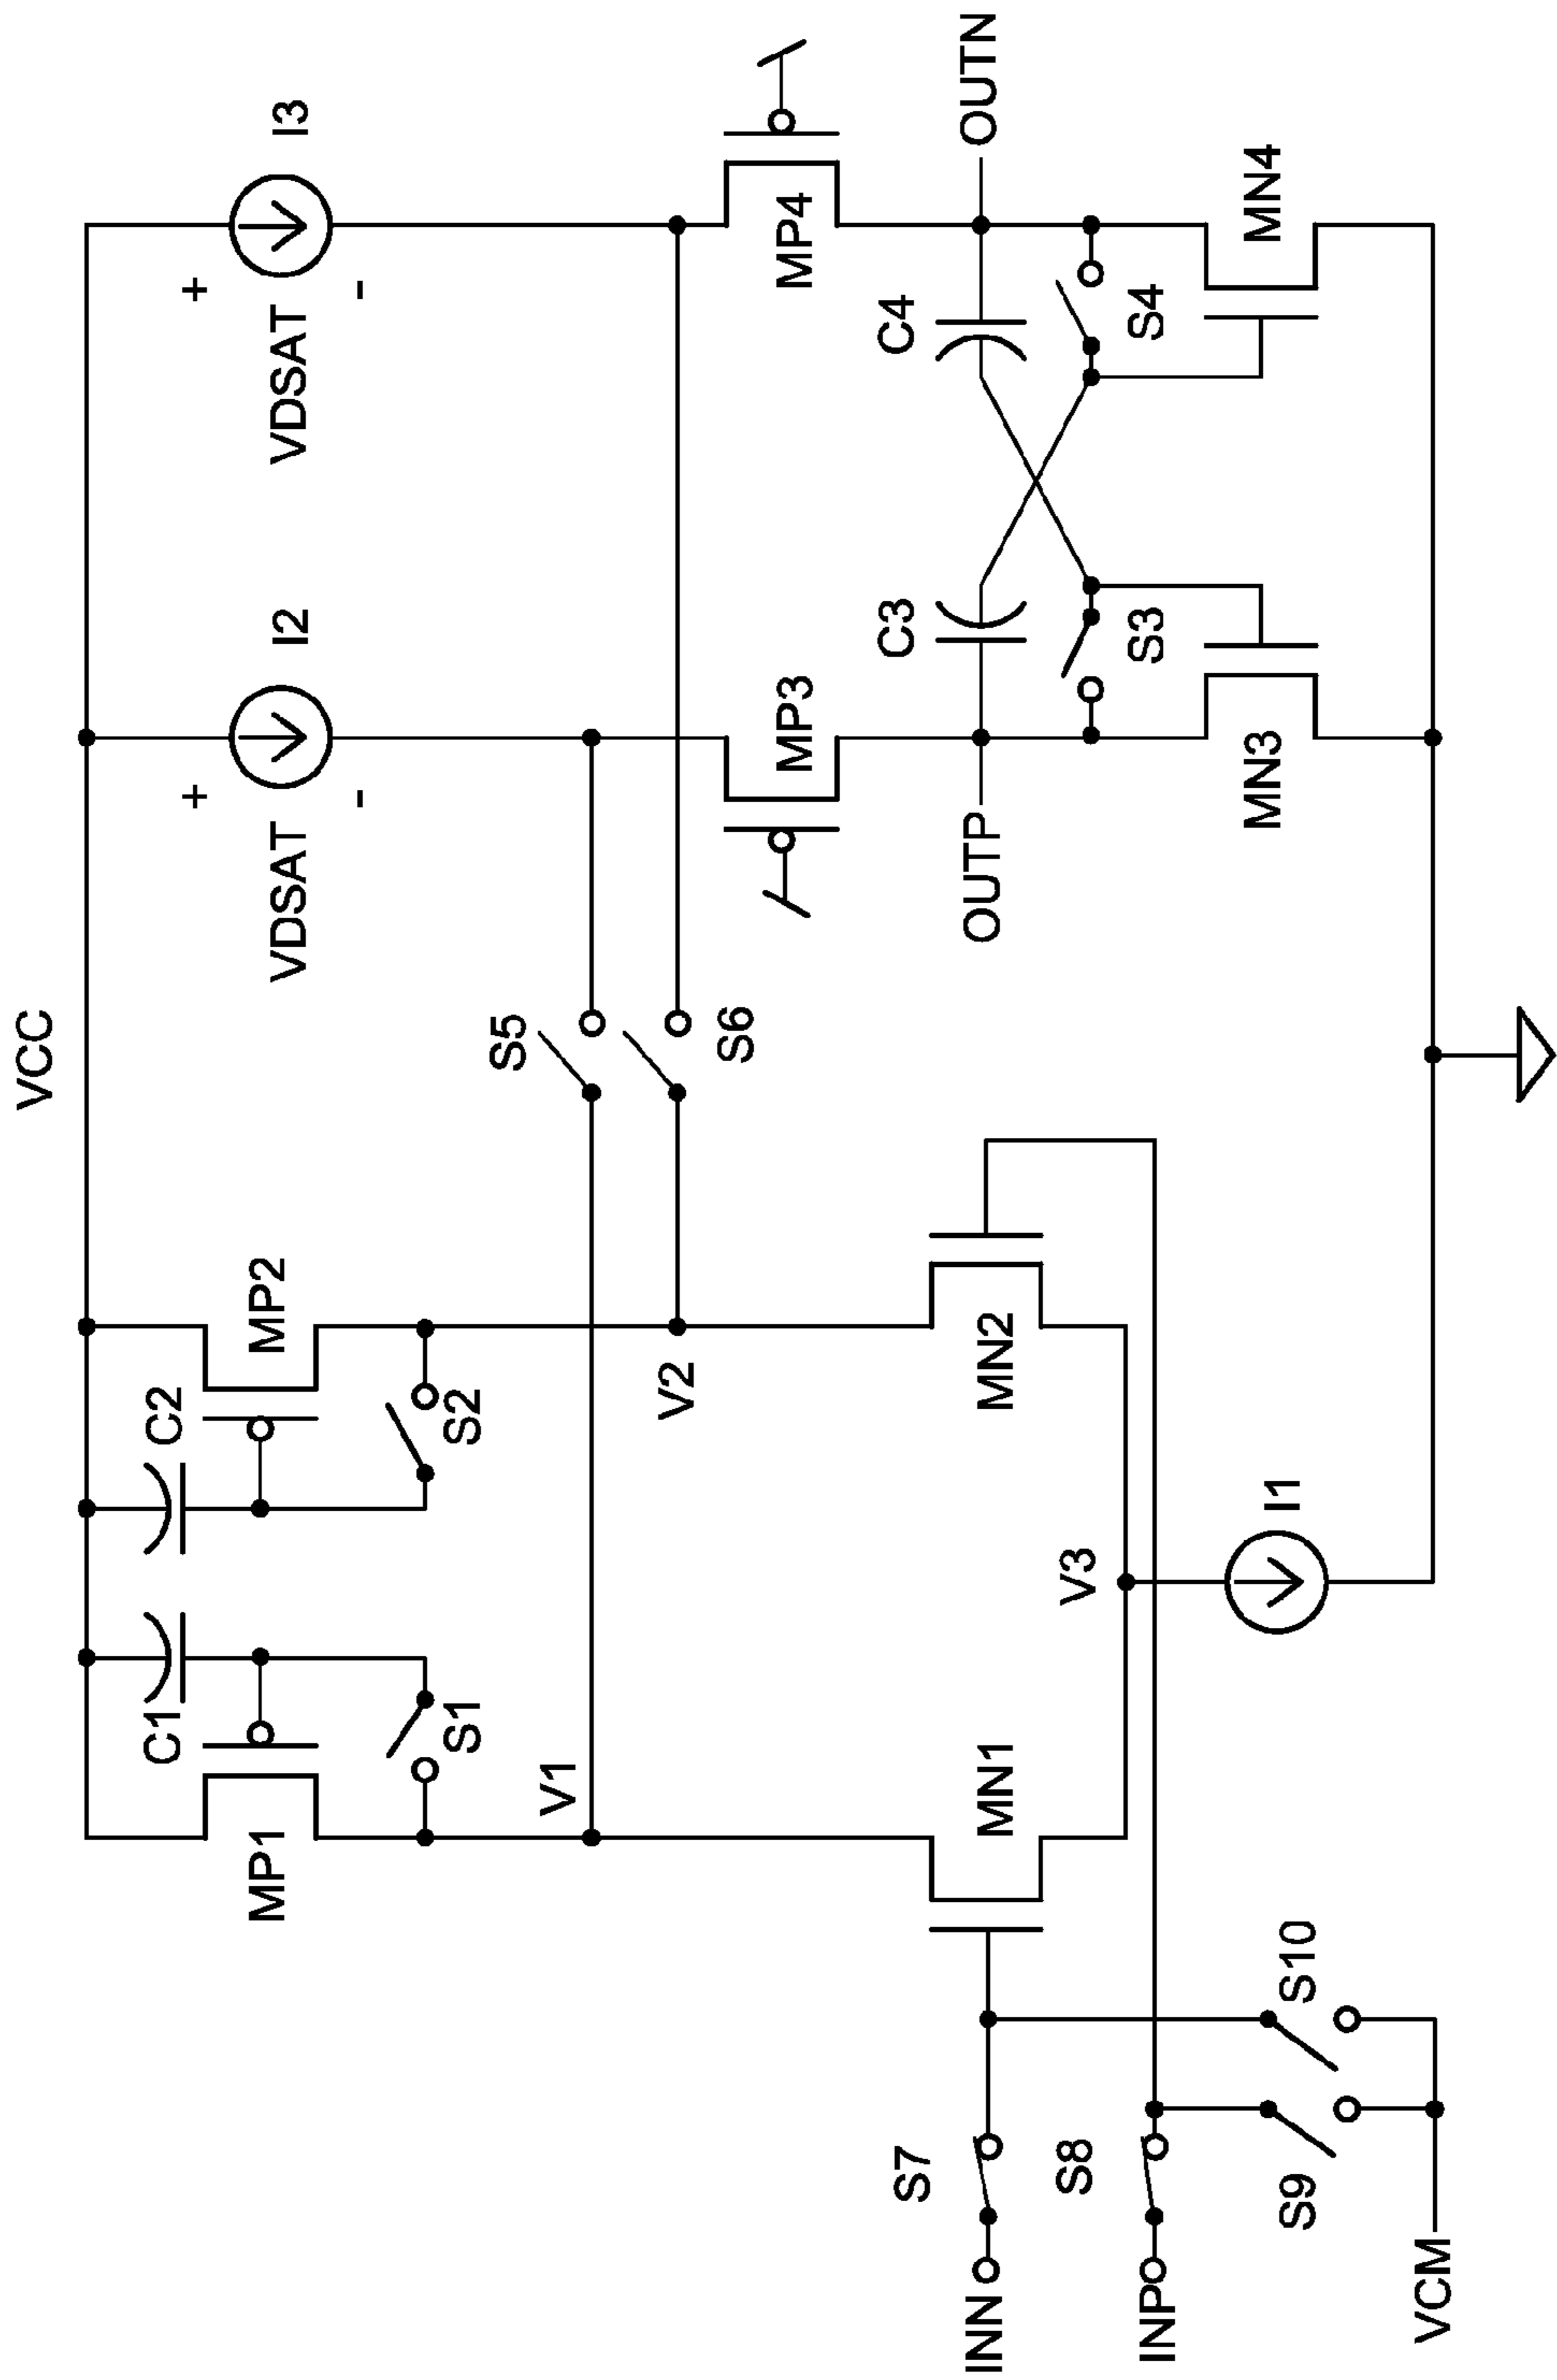 VCC
I3
+
VDSAT
-
I2
+
VDSAT
-
C1
C2
MP1
MP2
S1
S2
V1
V2
S5
S6
MP3
MP4
C3
C4
OUTP
OUTN
S3
S4
MN3
MN4
MN1
MN2
V3
I1
S7
INN
S8
INP
S9
S10
VCM